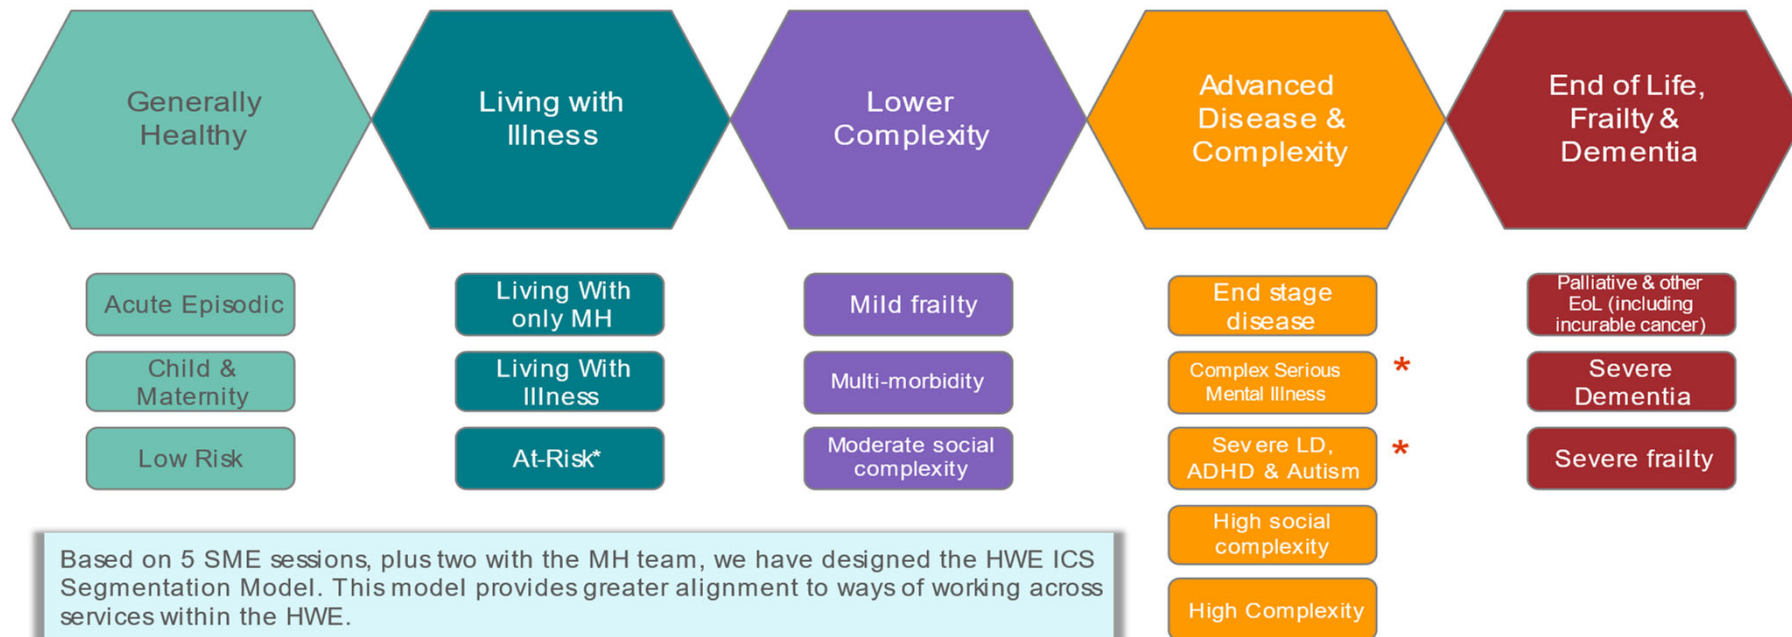 Generally
Healthy
Living with
Illness
Lower
Complexity
Advanced
Disease &
Complexity
End of Life,
Frailty &
Dementia
Acute Episodic
Child &
Maternity
Low Risk
Living With
only MH
Living With
Illness
At-Risk*
Mild frailty
Multi-morbidity
Moderate social
complexity
End stage
disease
Complex Serious
Mental Illness
*
Severe LD,
ADHD & Autism
*
High social
complexity
High Complexity
Palliative & other
EoL (including
incurable cancer)
Severe
Dementia
Severe frailty
Based on 5 SME sessions, plus two with the MH team, we have designed the HWE ICS
Segmentation Model. This model provides greater alignment to ways of working across
services within the HWE.